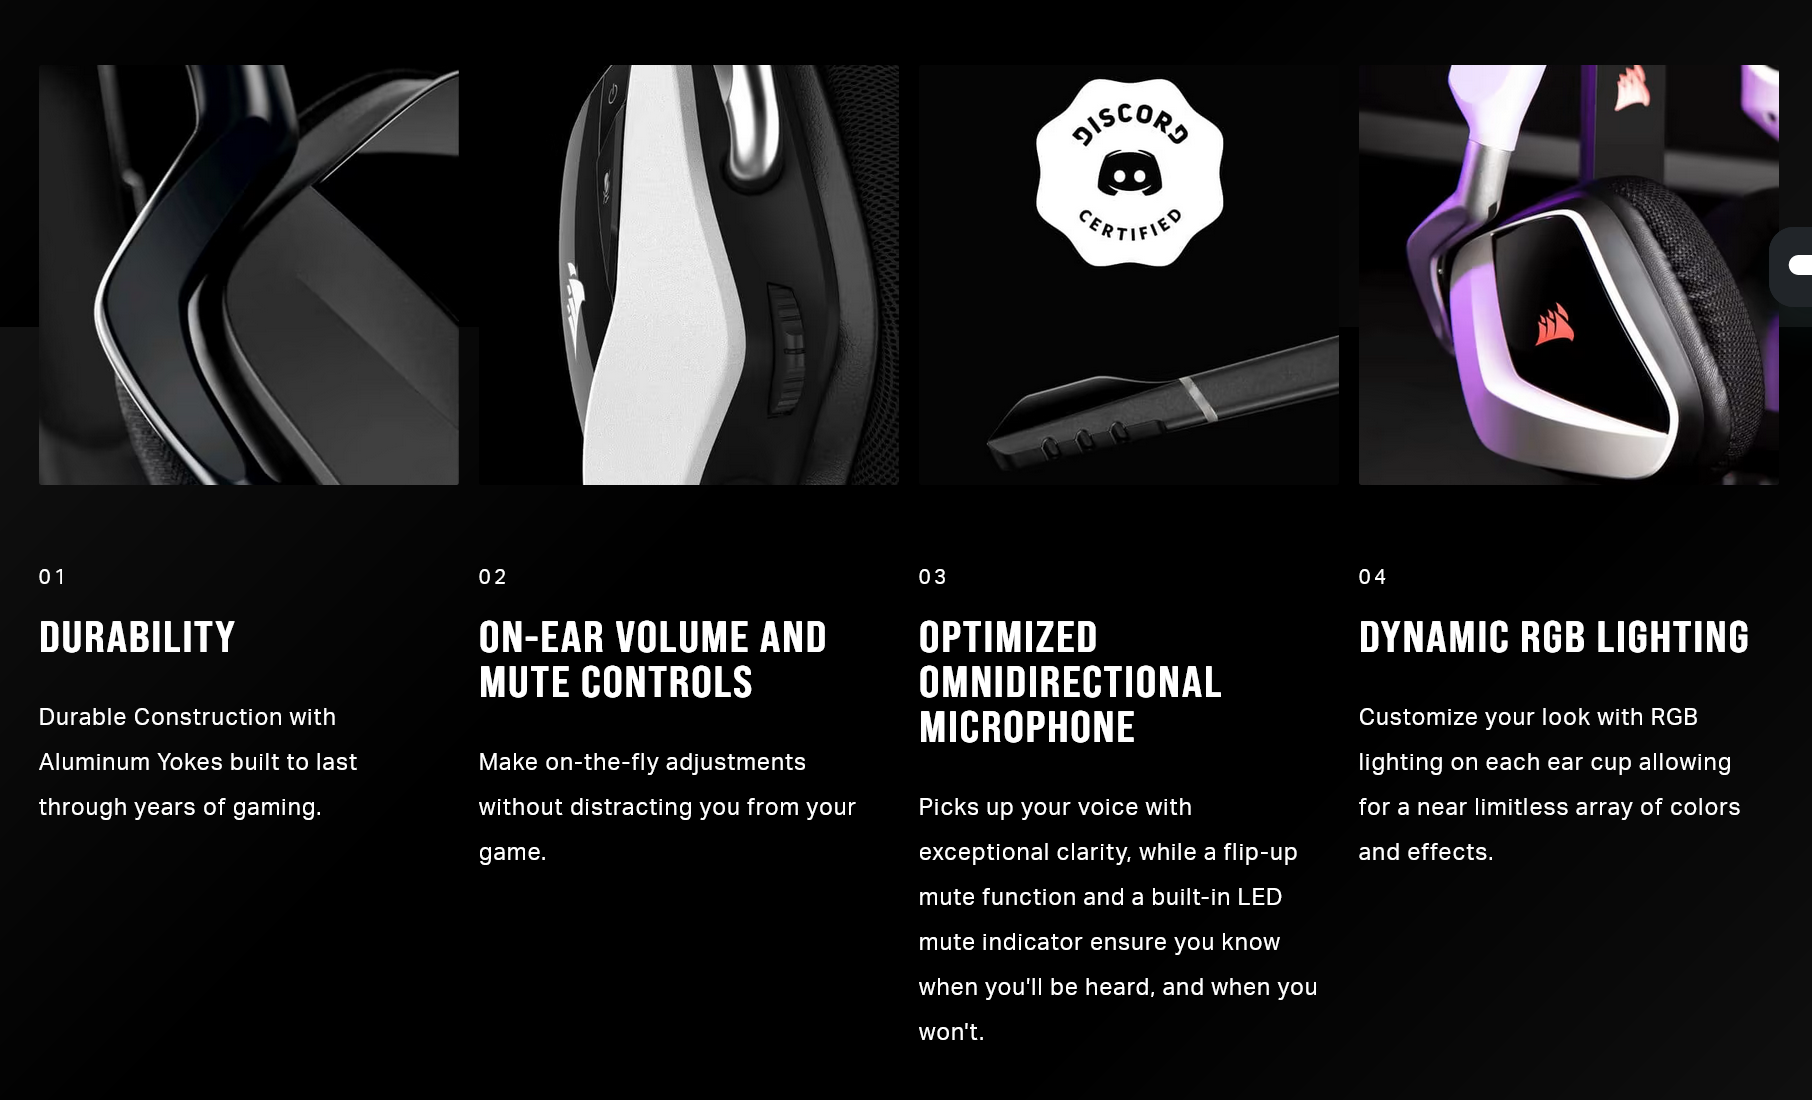 DISCORD
CERTIFIED
01
DURABILITY
Durable Construction with
Aluminum Yokes built to last
through years of gaming.
02
ON-EAR VOLUME AND
MUTE CONTROLS
Make on-the-fly adjustments
without distracting you from your
game.
03
OPTIMIZED
OMNIDIRECTIONAL
MICROPHONE
Picks up your voice with
exceptional clarity, while a flip-up
mute function and a built-in LED
mute indicator ensure you know
when you'll be heard, and when you
won't.
04
DYNAMIC RGB LIGHTING
Customize your look with RGB
lighting on each ear cup allowing
for a near limitless array of colors
and effects.